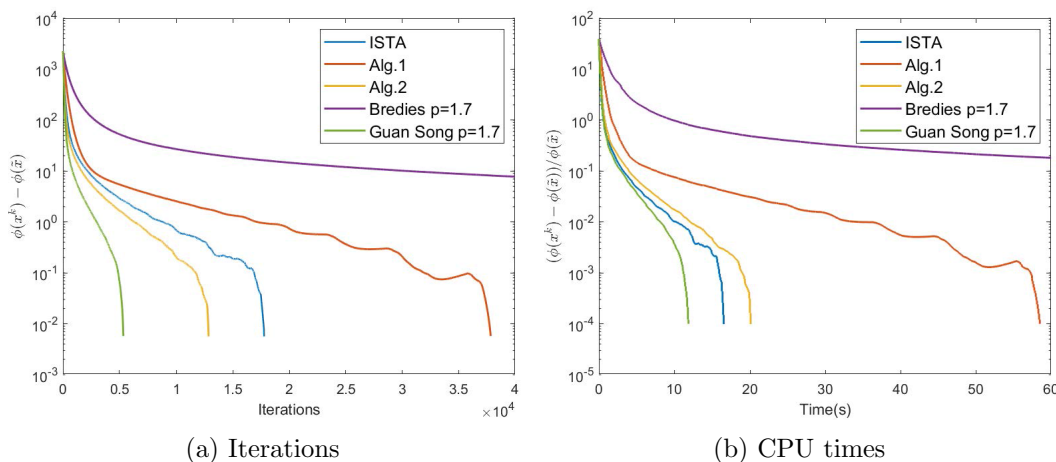 10^4
10^3
10^2
10^1
10^0
10^-1
10^-2
10^-3
ϕ(x^k) − ϕ(x̃)
ISTA
Alg.1
Alg.2
Bredies p=1.7
Guan Song p=1.7
0 0.5 1 1.5 2 2.5 3 3.5 4
× 10^4
Iterations
(a) Iterations
10^2
10^1
10^0
10^-1
10^-2
10^-3
10^-4
10^-5
(ϕ(x^k) − ϕ(x̃))/ϕ(x̃)
ISTA
Alg.1
Alg.2
Bredies p=1.7
Guan Song p=1.7
0 10 20 30 40 50 60
Time(s)
(b) CPU times